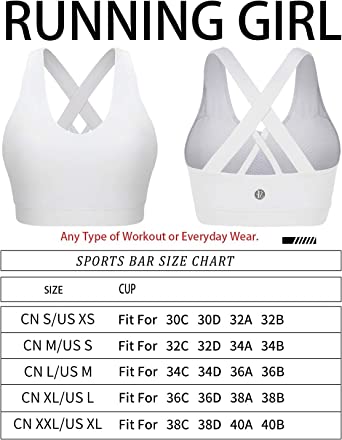 RUNNING GIRL
Any Type of Workout or Everyday Wear.
SPORTS BAR SIZE CHART
SIZE CUP
CN S/US XS Fit For 30C 30D 32A 32B
CN M/US S Fit For 32C 32D 34A 34B
CN L/US M Fit For 34C 34D 36A 36B
CN XL/US L Fit For 36C 36D 38A 38B
CN XXL/US XL Fit For 38C 38D 40A 40B